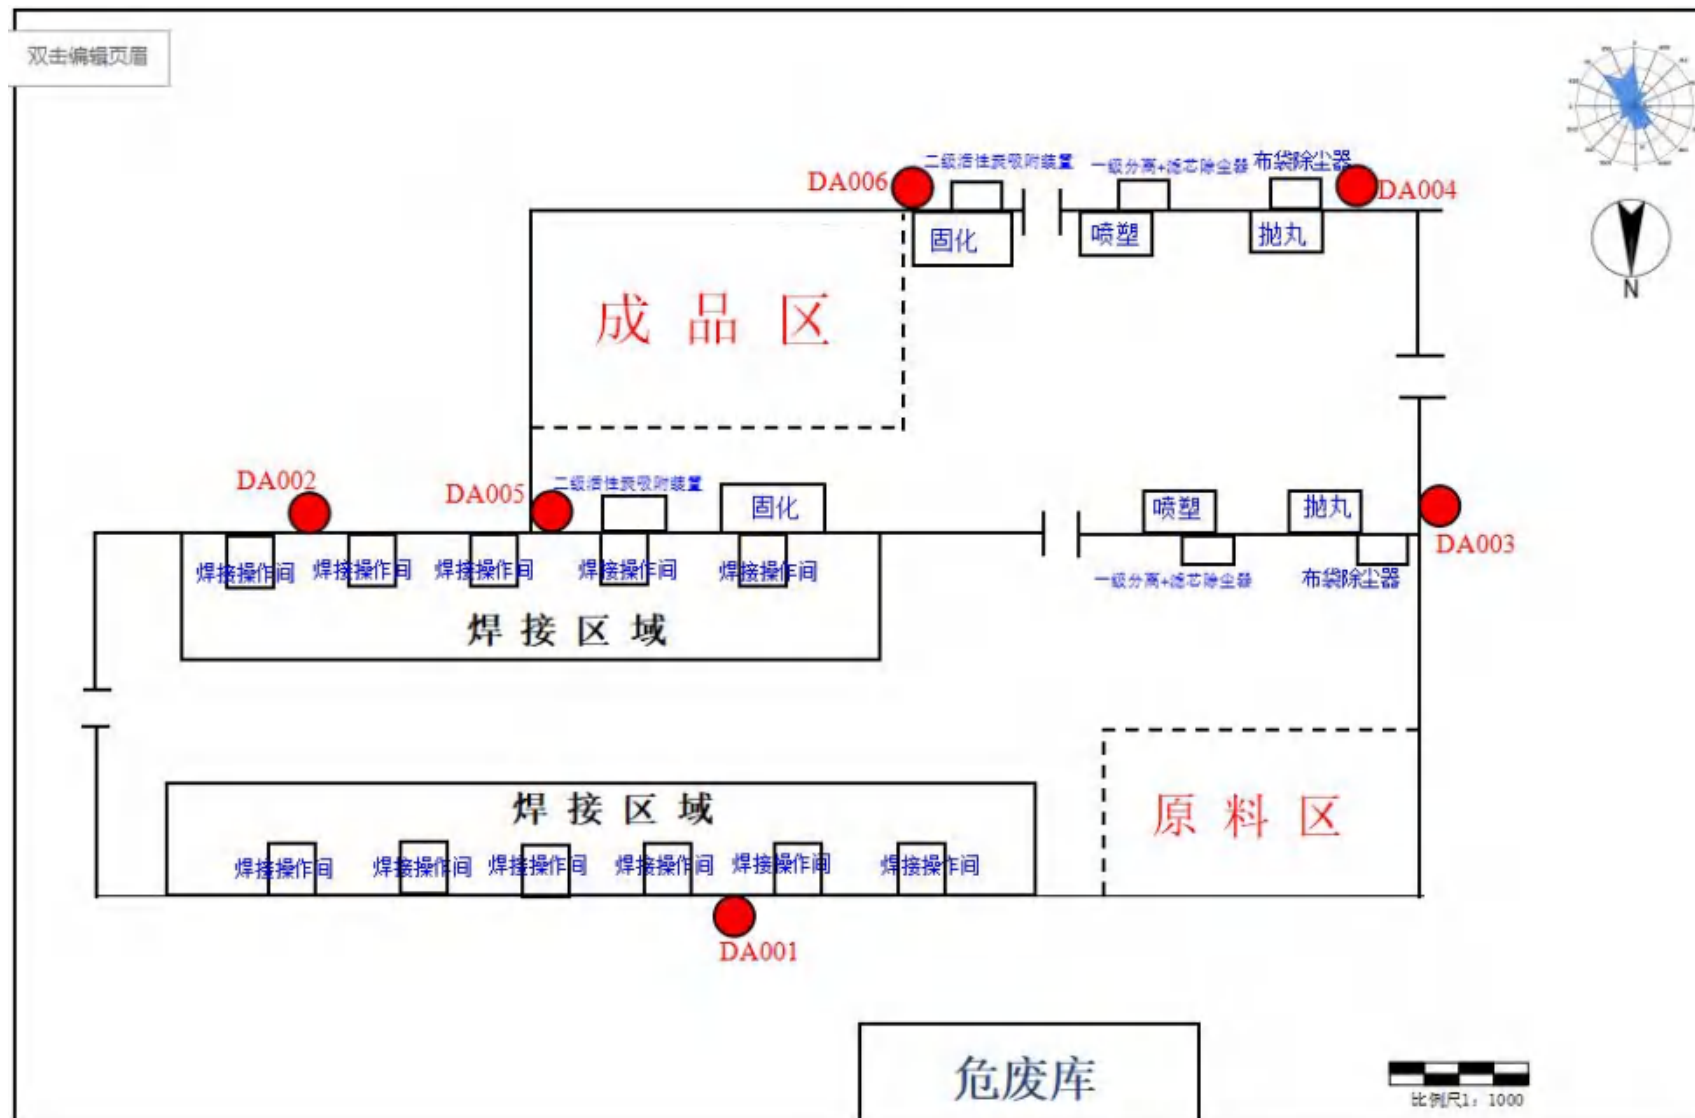 双击编辑页眉
二级活性炭吸附装置
一级分离+滤芯除尘器
布袋除尘器
DA006
DA004
固化
喷塑
抛丸
N
成品区
DA002
DA005
二级活性炭吸附装置
固化
喷塑
抛丸
DA003
焊接操作间
焊接操作间
焊接操作间
焊接操作间
焊接操作间
一级分离+滤芯除尘器
布袋除尘器
焊接区域
焊接区域
原料区
焊接操作间
焊接操作间
焊接操作间
焊接操作间
焊接操作间
焊接操作间
DA001
危废库
比例尺1：1000